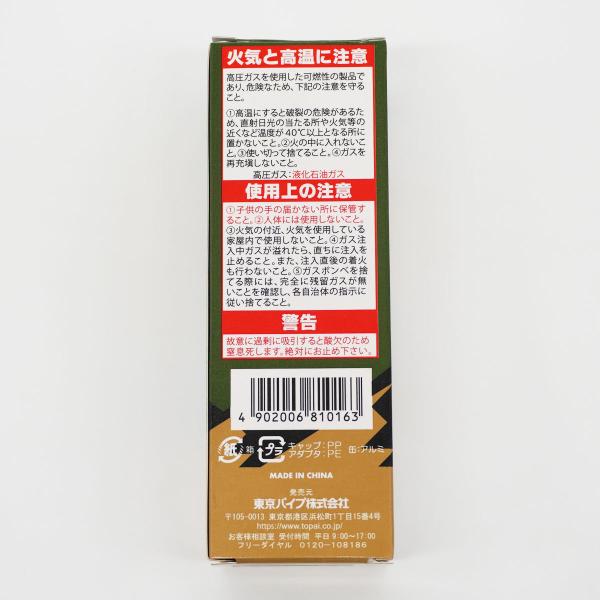 火気と高温に注意
高圧ガスを使用した可燃性の製品で
あり、危険なため、下記の注意を守る
こと。
①高温にすると破裂の危険があるた
め、直射日光の当たる所や火気等の
近くなど温度が40℃以上となる所に
置かないこと。②火の中に入れないこ
と。③使い切って捨てること。④ガスを
再充填しないこと。
高圧ガス:液化石油ガス
使用上の注意
①子供の手の届かない所に保管す
ること。②人体には使用しないこと。
③火気の付近、火気を使用している
家屋内で使用しないこと。④ガス注
入中ガスが溢れたら、直ちに注入を
止めること。また、注入直後の着火
も行わないこと。⑤ガスボンベを捨
てる際には、完全に残留ガスが無
いことを確認し、各自治体の指示に
従い捨てること。
警告
故意に過剰に吸引すると酸欠のため
窒息死します。絶対にお止め下さい。
4 902006 810163
紙 箱 プラ キャップ:PP アダプタ:PE 缶:アルミ
MADE IN CHINA
発売元
東京パイプ株式会社
〒105-0013 東京都港区浜松町1丁目15番4号
https://www.topai.co.jp/
お客様相談室 受付時間 平日 9:00〜17:00
フリーダイヤル 0120-108186